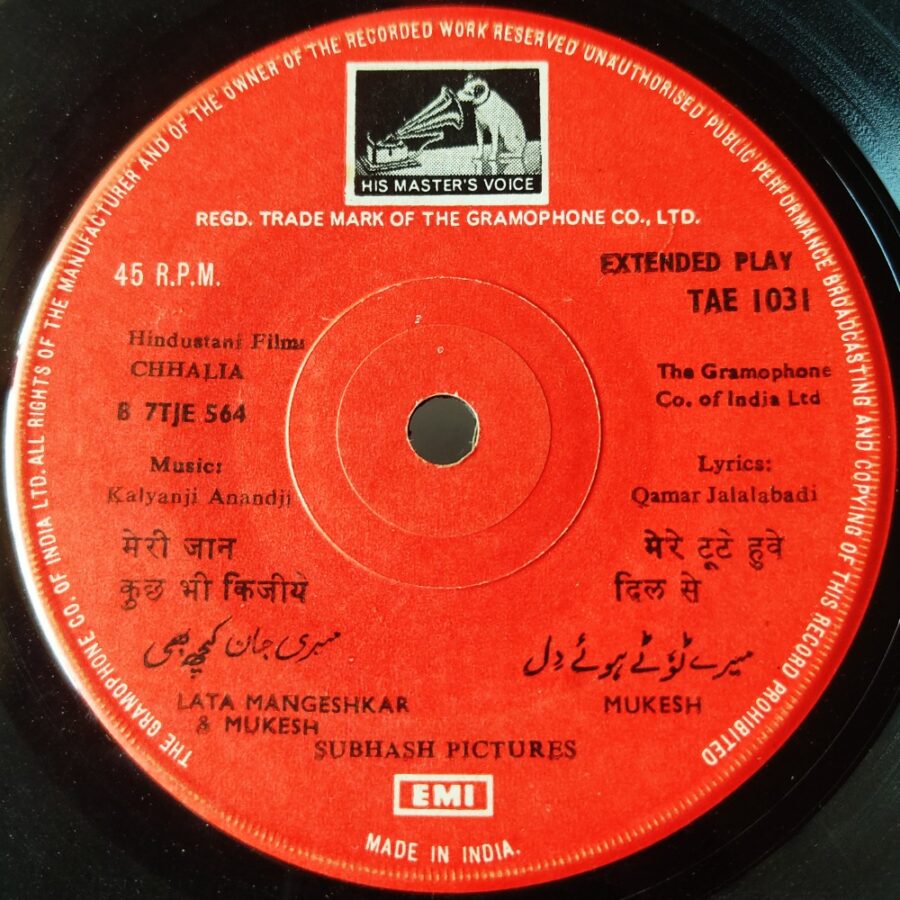 THE GRAMOPHONE CO. OF INDIA LTD. ALL RIGHTS OF THE MANUFACTURER AND OF THE OWNER OF THE RECORDED WORK RESERVED UNAUTHORISED PUBLIC PERFORMANCE BROADCASTING AND COPYING OF THIS RECORD PROHIBITED
HIS MASTER'S VOICE
REGD. TRADE MARK OF THE GRAMOPHONE CO., LTD.
45 R.P.M.
EXTENDED PLAY
TAE 1031
Hindustani Film:
CHHALIA
B 7TJE 564
The Gramophone
Co. of India Ltd
2
Music:
Kalyanji Anandji
Lyrics:
Qamar Jalalabadi
मेरी जान
कुछ भी किजीये
मेरे टूटे हुवे
दिल से
میری جان کچھ بھی
میرے ٹوٹے ہوئے دل
LATA MANGESHKAR
& MUKESH
MUKESH
SUBHASH PICTURES
EMI
MADE IN INDIA.